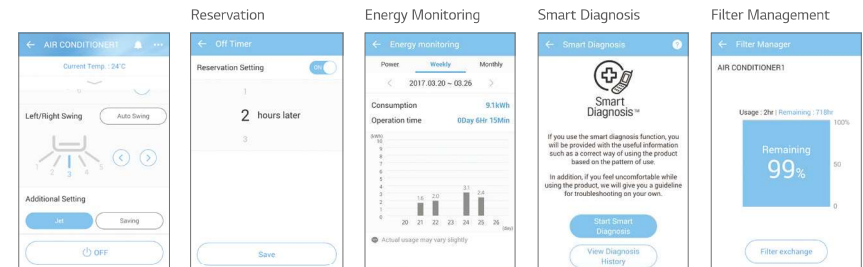 Reservation
Energy Monitoring
Smart Diagnosis
Filter Management
AIR CONDITIONER1
Current Temp. : 24°C
Left/Right Swing
Auto Swing
1 2 3 4 5
Additional Setting
Jet
Saving
OFF
Off Timer
Reservation Setting
ON
1
2 hours later
3
Save
Energy monitoring
Power Weekly Monthly
2017.03.20 ~ 03.26
Consumption 9.1kWh
Operation time 0Day 6Hr 15Min
(kWh)
10
9
8
7
6
5
4
3
2
1
0
1.6 2.0 3.1 2.4
20 21 22 23 24 25 26
(day)
Actual usage may vary slightly
Smart Diagnosis
?
Smart
Diagnosis™
If you use the smart diagnosis function, you
will be provided with the useful information
such as a correct way of using the product
based on the pattern of use.
In addition, if you feel uncomfortable while
using the product, we will give you a guideline
for troubleshooting on your own.
Start Smart
Diagnosis
View Diagnosis
History
Filter Manager
AIR CONDITIONER1
Usage : 2hr | Remaining : 718hr
100%
Remaining
99%
50
0
Filter exchange